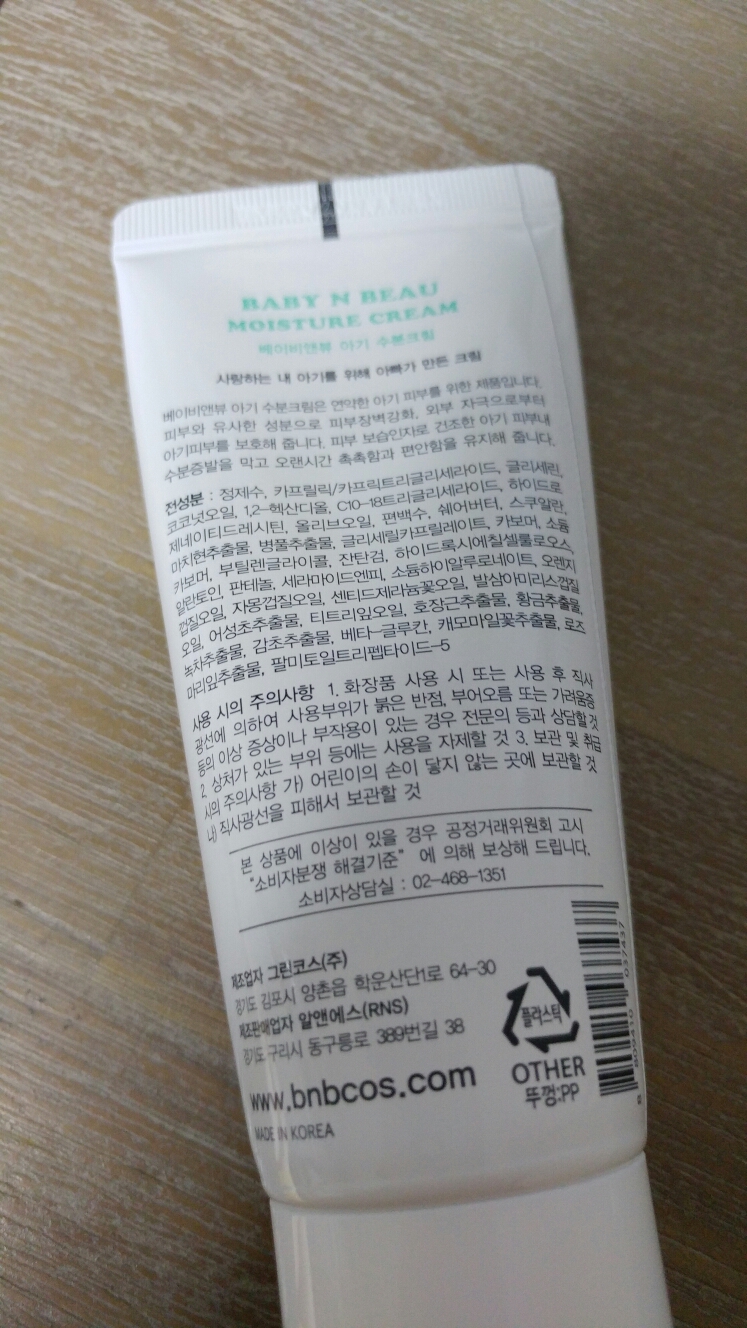 BABY N BEAU
MOISTURE CREAM
베이비앤뷰 아기 수분크림
사랑하는 내 아기를 위해 아빠가 만든 크림
베이비앤뷰 아기 수분크림은 연약한 아기 피부를 위한 제품입니다.
피부와 유사한 성분으로 피부장벽강화, 외부 자극으로부터
아기피부를 보호해 줍니다. 피부 보습인자로 건조한 아기 피부내
수분증발을 막고 오랜시간 촉촉함과 편안함을 유지해 줍니다.
전성분 : 정제수, 카프릴릭/카프릭트리글리세라이드, 글리세린,
코코넛오일, 1,2-헥산디올, C10-18트리글리세라이드, 하이드로
제네이티드레시틴, 올리브오일, 편백수, 쉐어버터, 스쿠알란,
마치현추출물, 병풀추출물, 글리세릴카프릴레이트, 카보머, 소듐
카보머, 부틸렌글라이콜, 잔탄검, 하이드록시에칠셀룰로오스,
알란토인, 판테놀, 세라마이드엔피, 소듐하이알루로네이트, 오렌지
껍질오일, 자몽껍질오일, 센티드제라늄꽃오일, 발삼아미리스껍질
오일, 어성초추출물, 티트리잎오일, 호장근추출물, 황금추출물,
녹차추출물, 감초추출물, 베타-글루칸, 캐모마일꽃추출물, 로즈
마리잎추출물, 팔미토일트리펩타이드-5
사용 시의 주의사항 1. 화장품 사용 시 또는 사용 후 직사
광선에 의하여 사용부위가 붉은 반점, 부어오름 또는 가려움증
등의 이상 증상이나 부작용이 있는 경우 전문의 등과 상담할 것
2. 상처가 있는 부위 등에는 사용을 자제할 것 3. 보관 및 취급
시의 주의사항 가) 어린이의 손이 닿지 않는 곳에 보관할 것
나) 직사광선을 피해서 보관할 것
본 상품에 이상이 있을 경우 공정거래위원회 고시
"소비자분쟁 해결기준" 에 의해 보상해 드립니다.
소비자상담실 : 02-468-1351
제조업자 그린코스(주)
경기도 김포시 양촌읍 학운산단1로 64-30
제조판매업자 알앤에스(RNS)
경기도 구리시 동구릉로 389번길 38
www.bnbcos.com
MADE IN KOREA
플라스틱
OTHER
뚜껑:PP
8 809410 037437